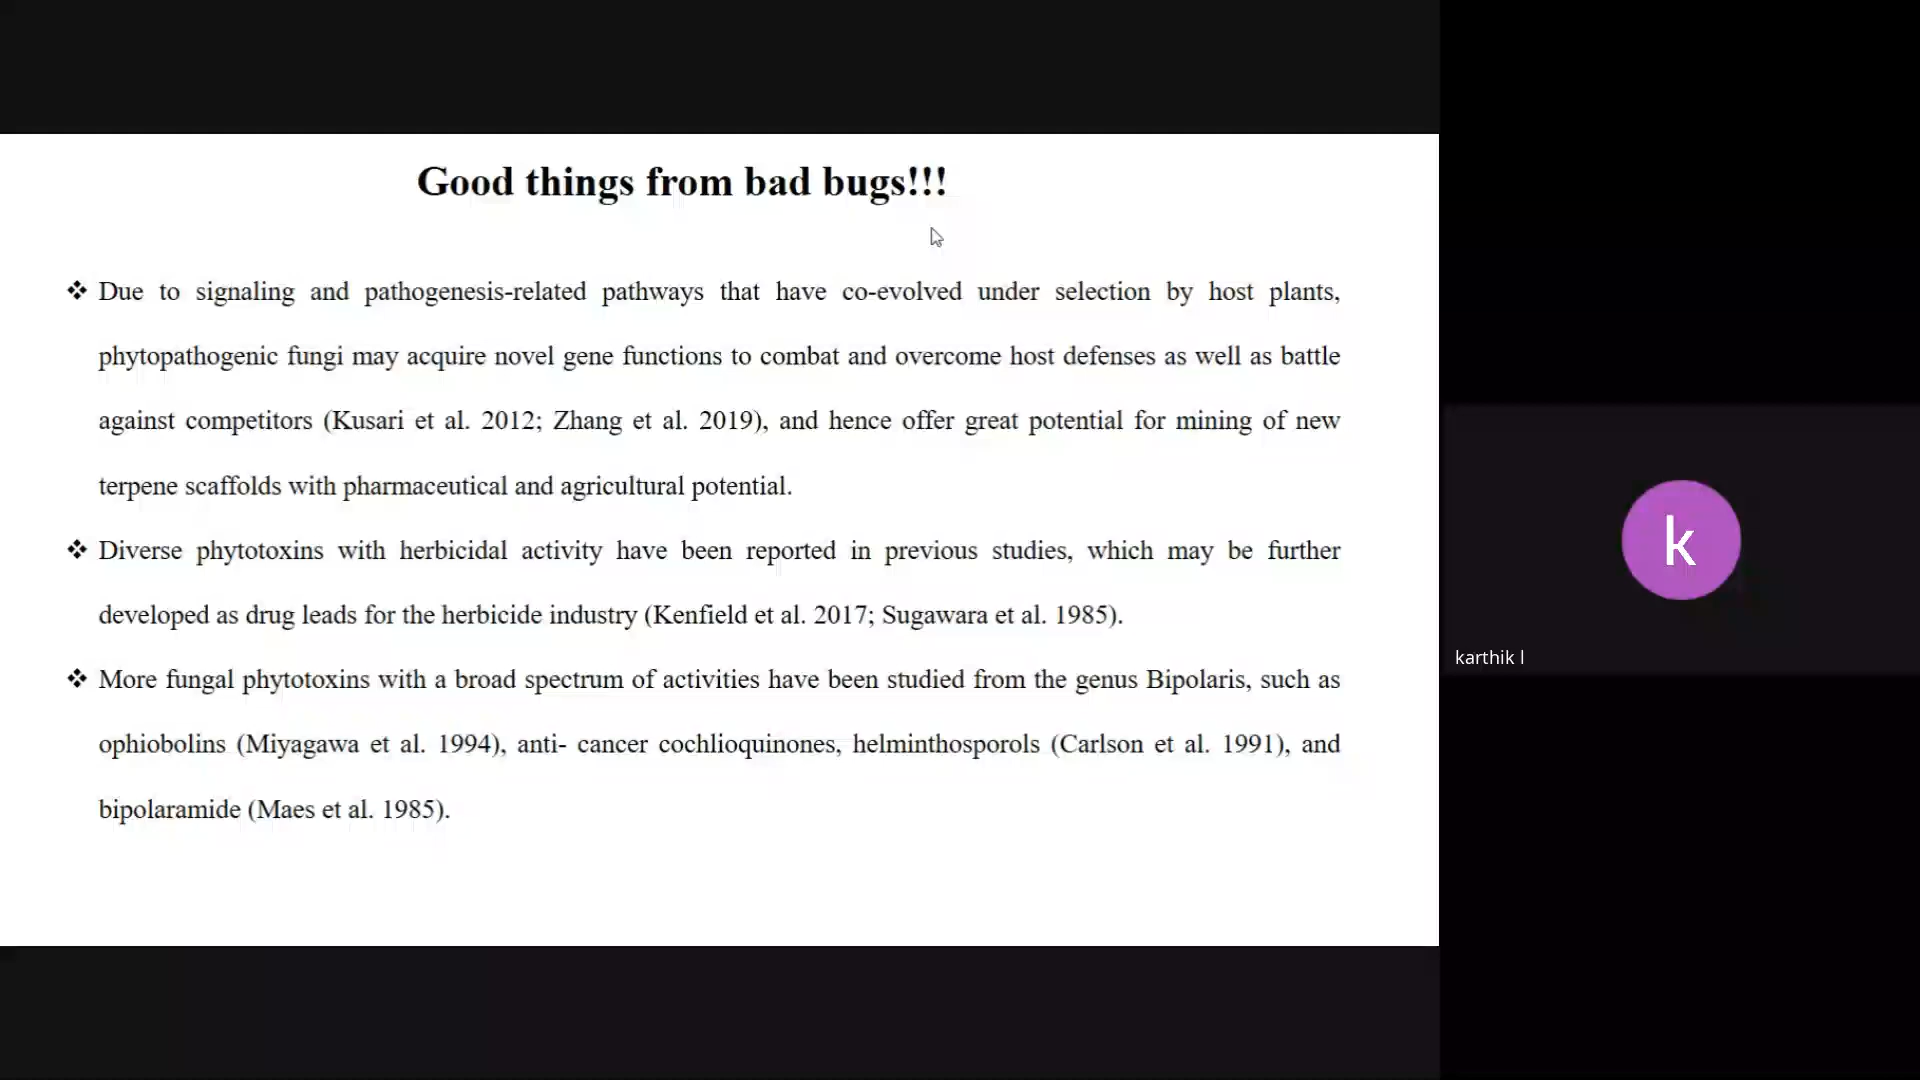 Good things from bad bugs!!!
❖ Due to signaling and pathogenesis-related pathways that have co-evolved under selection by host plants,
phytopathogenic fungi may acquire novel gene functions to combat and overcome host defenses as well as battle
against competitors (Kusari et al. 2012; Zhang et al. 2019), and hence offer great potential for mining of new
terpene scaffolds with pharmaceutical and agricultural potential.
❖ Diverse phytotoxins with herbicidal activity have been reported in previous studies, which may be further
developed as drug leads for the herbicide industry (Kenfield et al. 2017; Sugawara et al. 1985).
❖ More fungal phytotoxins with a broad spectrum of activities have been studied from the genus Bipolaris, such as
ophiobolins (Miyagawa et al. 1994), anti- cancer cochlioquinones, helminthosporols (Carlson et al. 1991), and
bipolaramide (Maes et al. 1985).
k
karthik l